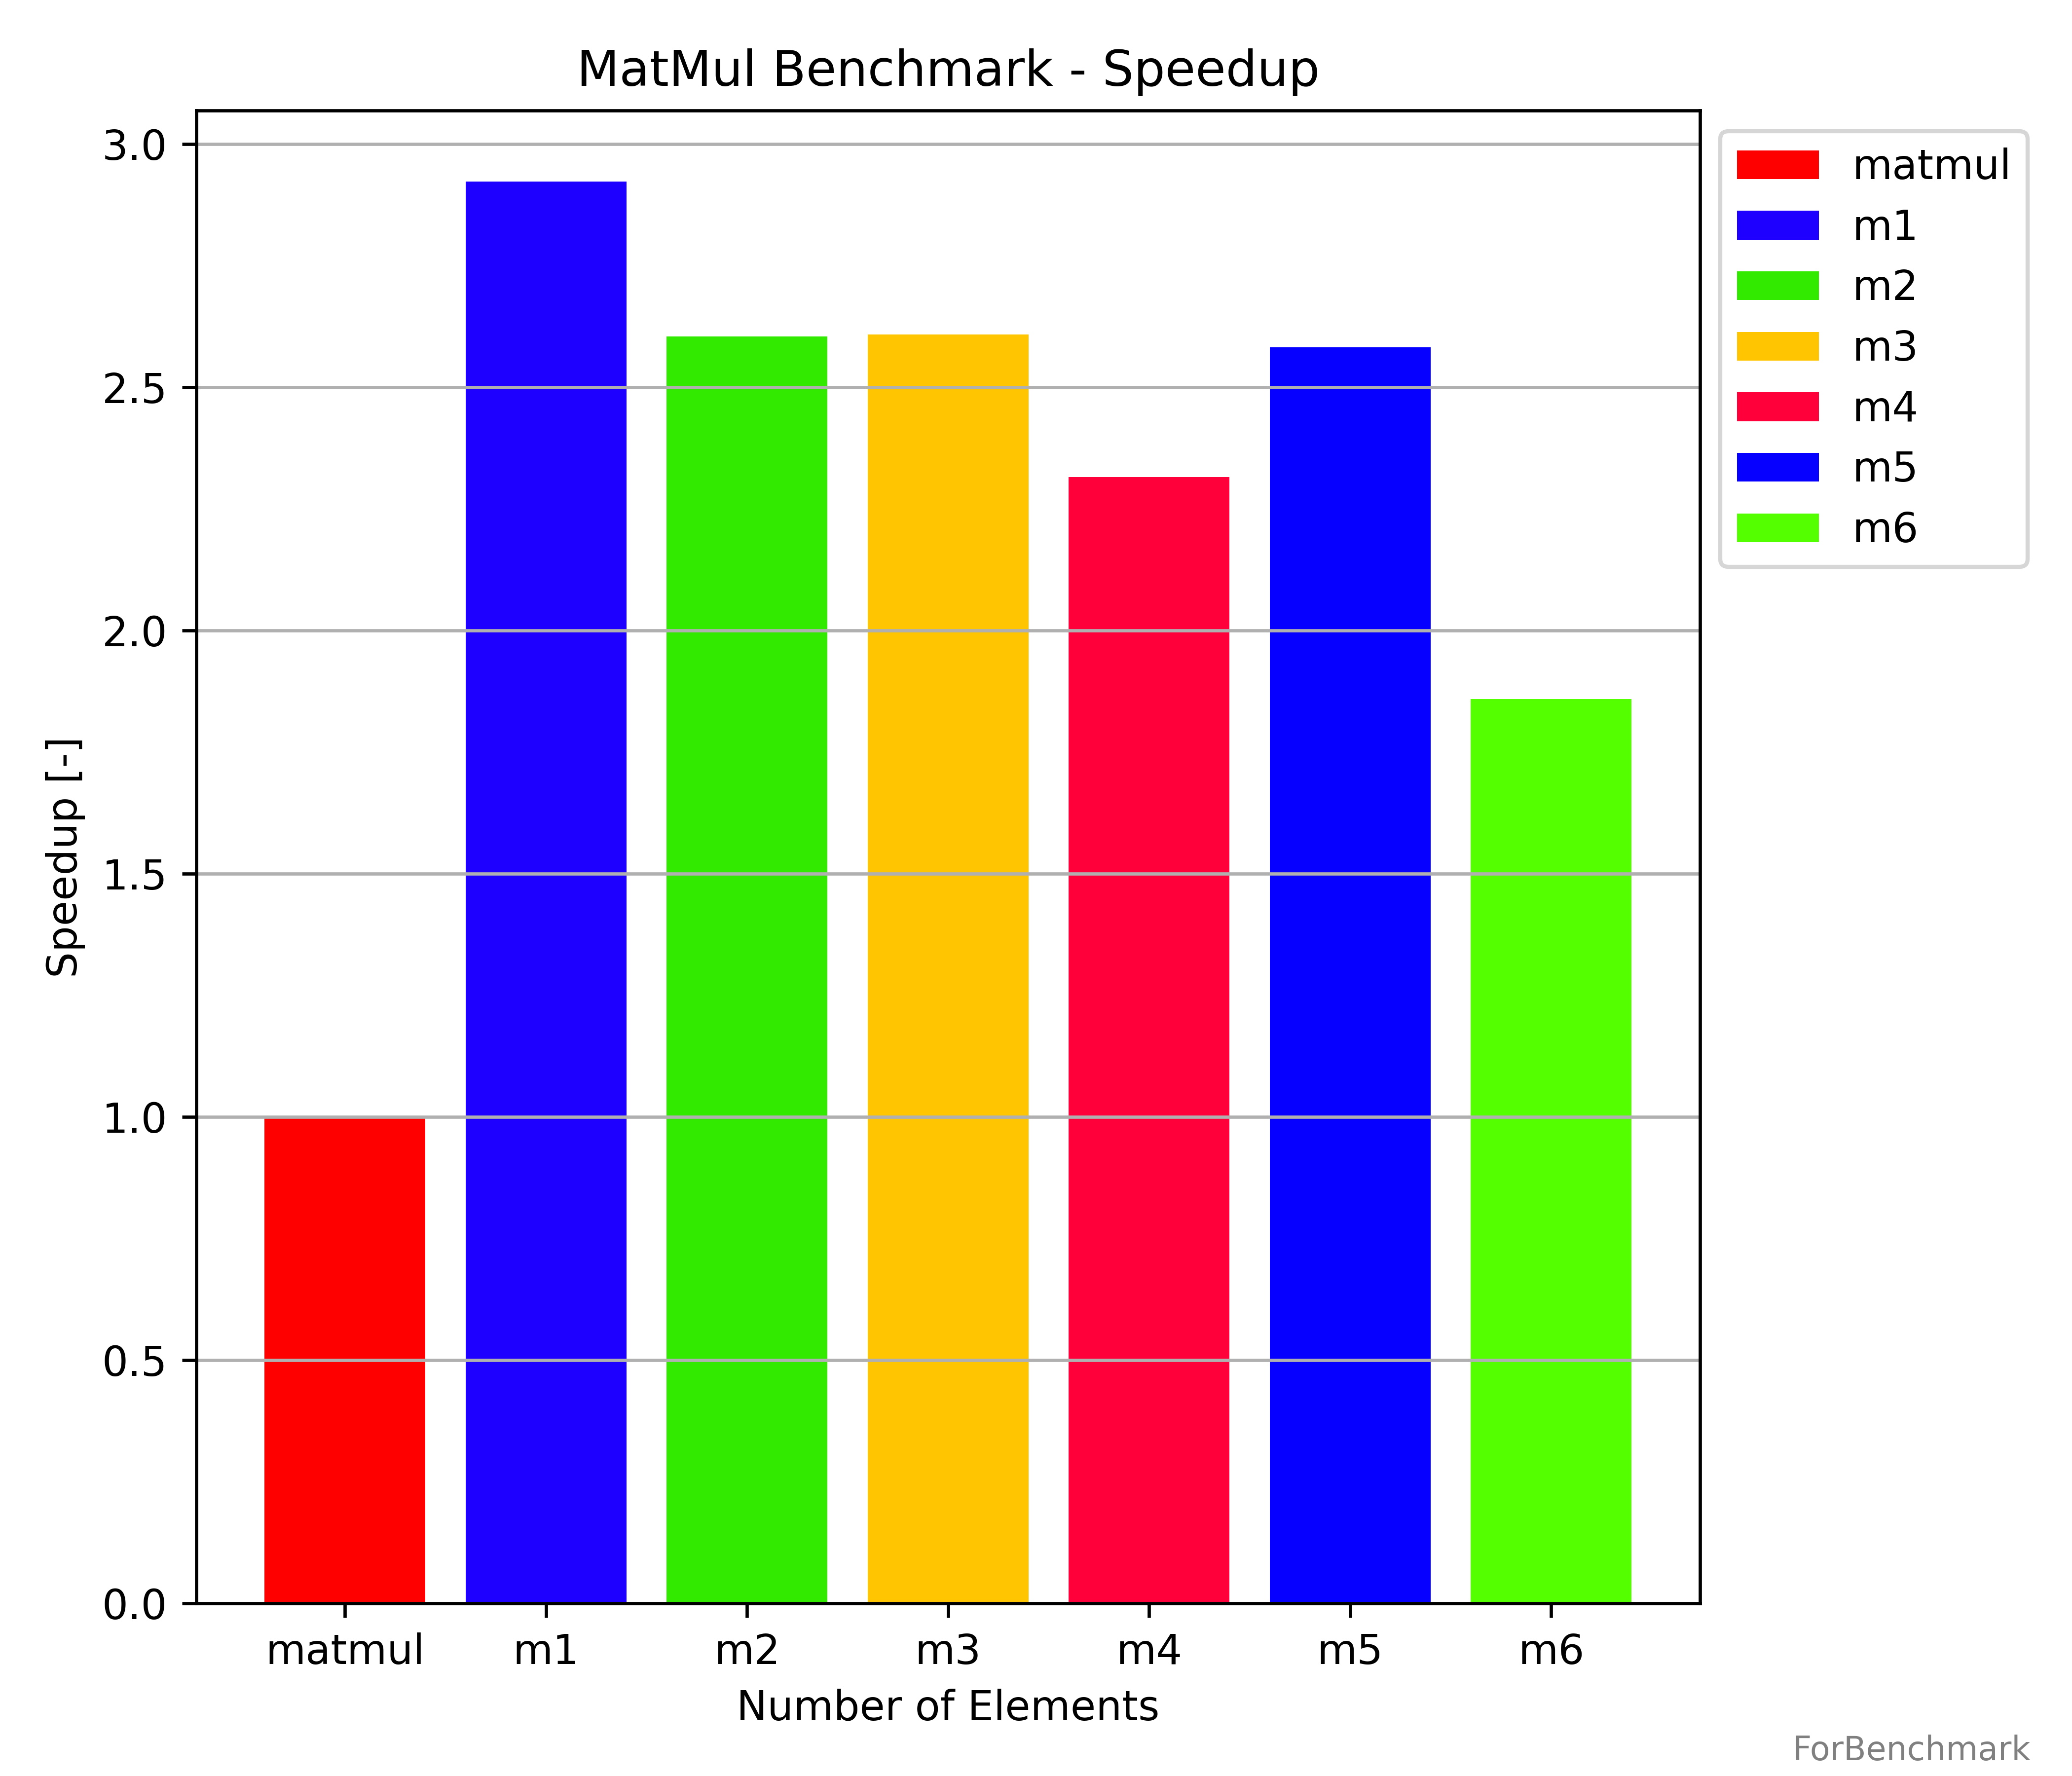 MatMul Benchmark - Speedup
3.0
2.5
2.0
1.5
1.0
0.5
0.0
Speedup [-]
matmul
m1
m2
m3
m4
m5
m6
Number of Elements
matmul
m1
m2
m3
m4
m5
m6
ForBenchmark